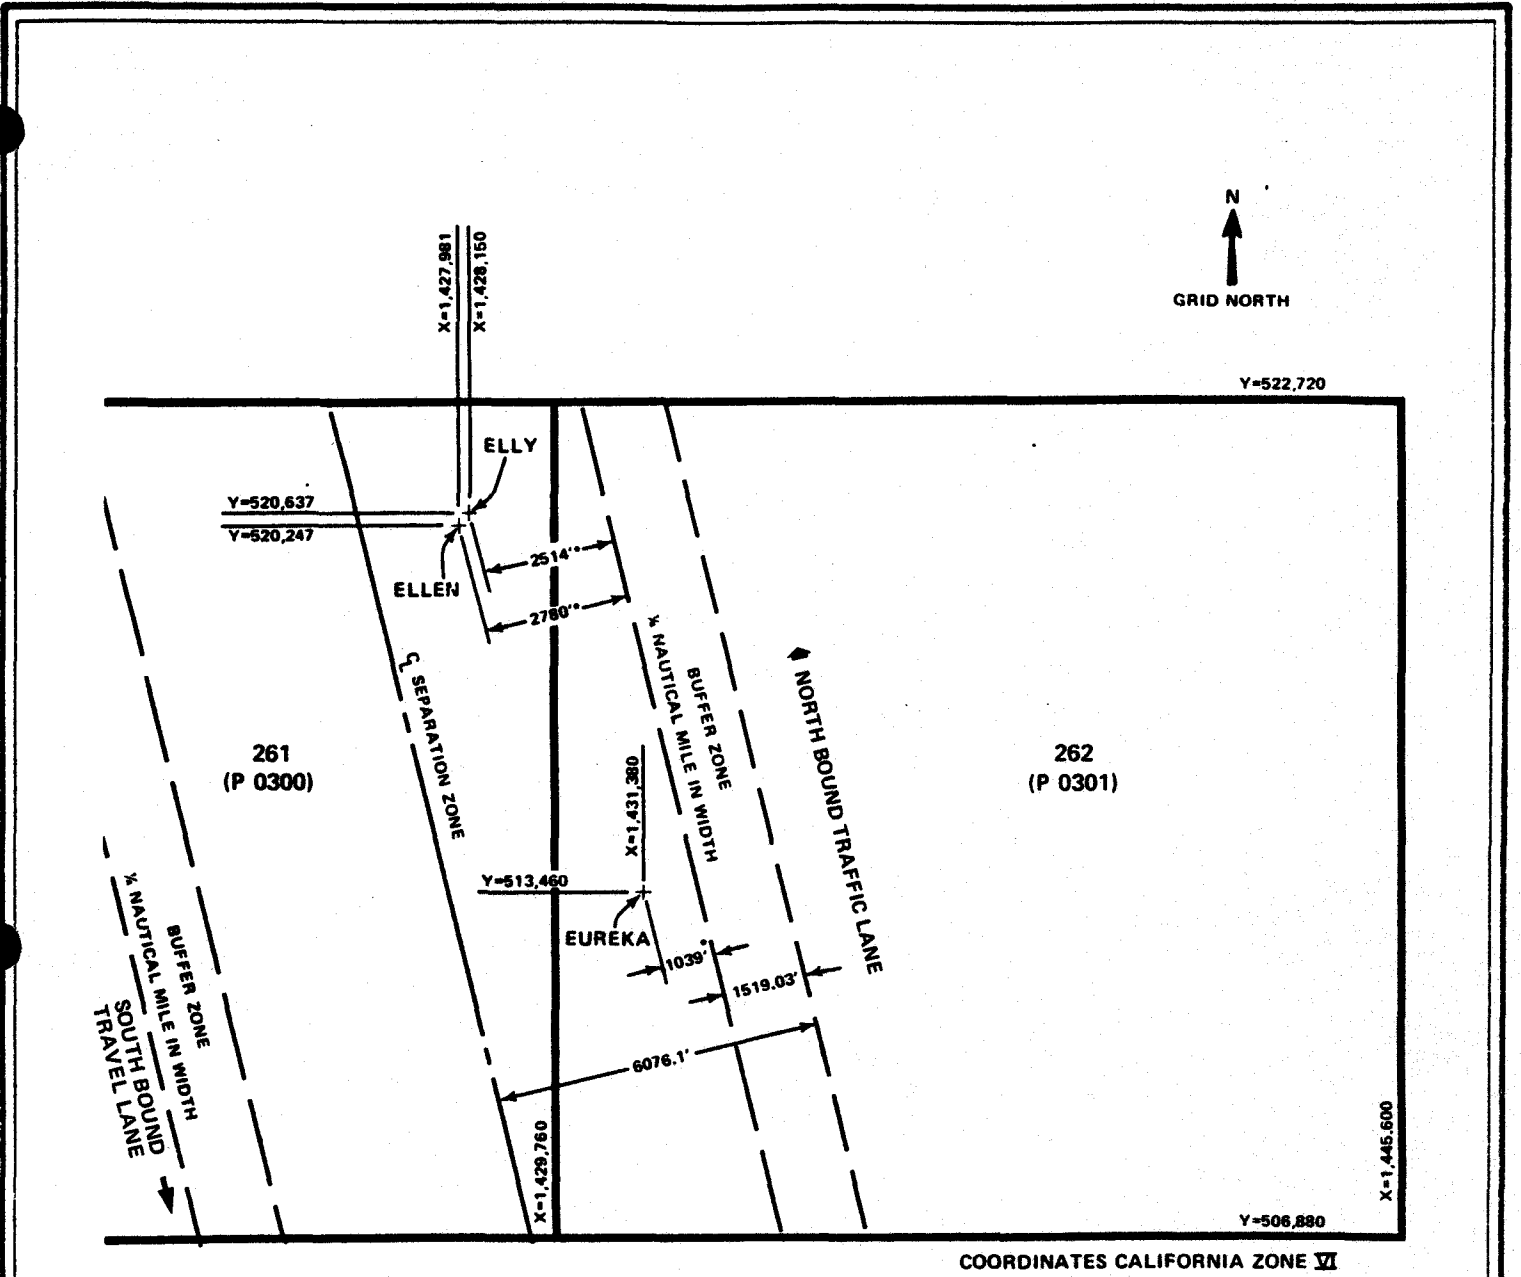 N
GRID NORTH
X=1,427,981
X=1,428,150
Y=522,720
ELLY
Y=520,637
Y=520,247
ELLEN
2514'*
2780'*
℄ SEPARATION ZONE
¼ NAUTICAL MILE IN WIDTH
BUFFER ZONE
NORTH BOUND TRAFFIC LANE
261
(P 0300)
262
(P 0301)
X=1,431,380
Y=513,460
EUREKA
1039'*
1519.03'
6076.1'
¼ NAUTICAL MILE IN WIDTH
BUFFER ZONE
SOUTH BOUND
TRAVEL LANE
X=1,429,760
X=1,445,600
Y=506,880
COORDINATES CALIFORNIA ZONE VI